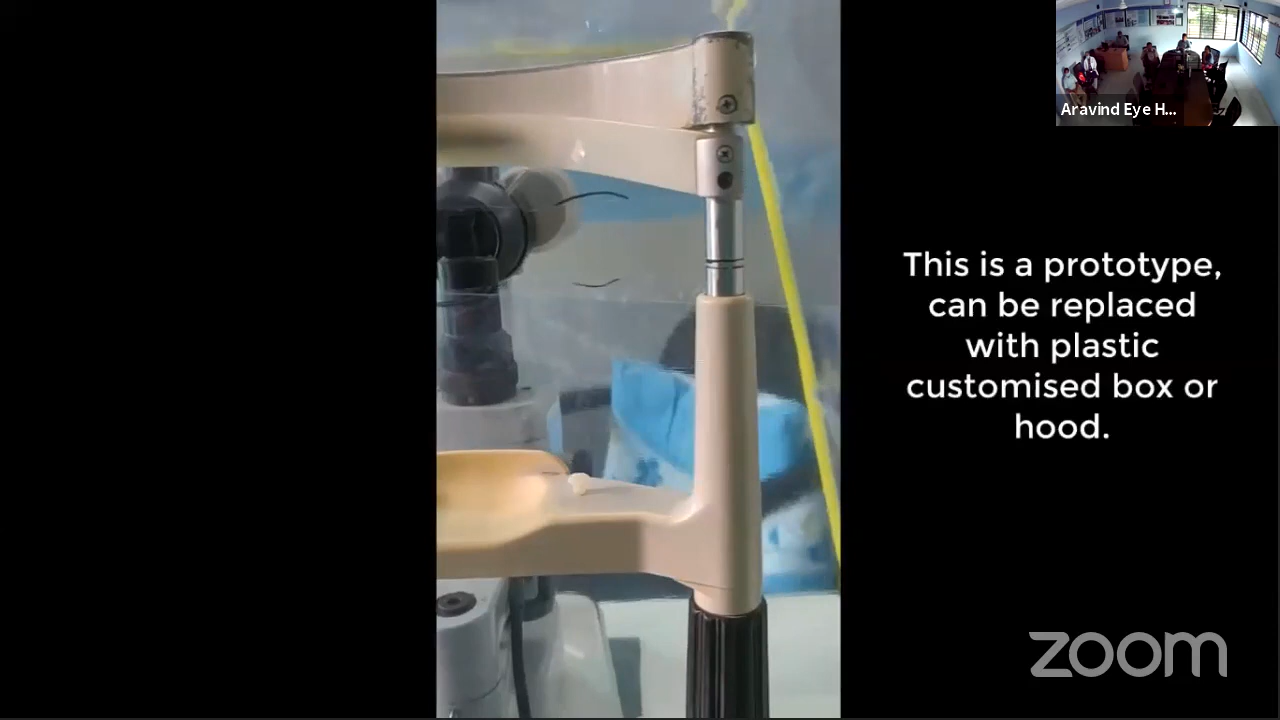 Aravind Eye H...
This is a prototype,
can be replaced
with plastic
customised box or
hood.
zoom